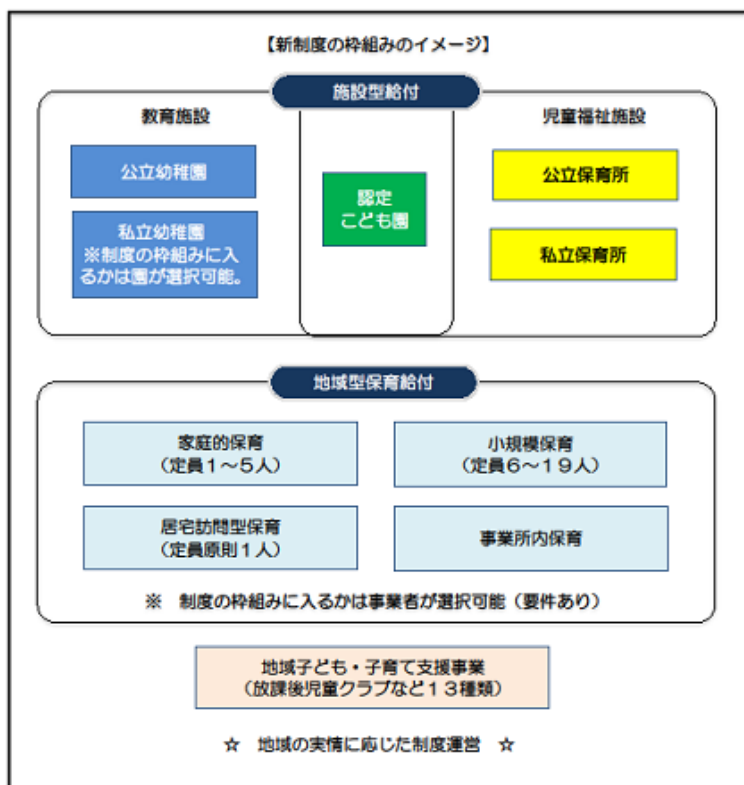 【新制度の枠組みのイメージ】
施設型給付
教育施設
児童福祉施設
公立幼稚園
私立幼稚園
※制度の枠組みに入
るかは園が選択可能。
認定
こども園
公立保育所
私立保育所
地域型保育給付
家庭的保育
（定員１～５人）
小規模保育
（定員６～１９人）
居宅訪問型保育
（定員原則１人）
事業所内保育
※　制度の枠組みに入るかは事業者が選択可能（要件あり）
地域子ども・子育て支援事業
（放課後児童クラブなど１３種類）
☆　地域の実情に応じた制度運営　☆